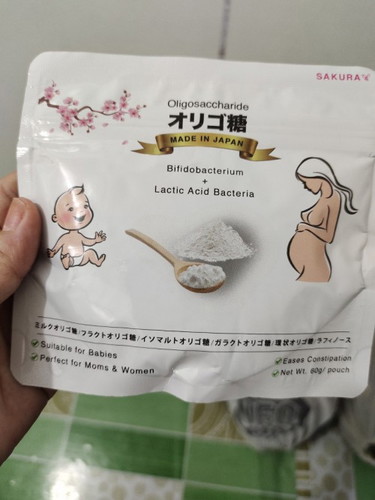 SAKURA's
Oligosaccharide
オリゴ糖
MADE IN JAPAN
Bifidobacterium
+
Lactic Acid Bacteria
ミルクオリゴ糖/フラクトオリゴ糖/イソマルトオリゴ糖/ガラクトオリゴ糖/環状オリゴ糖/ラフィノース
Suitable for Babies
Perfect for Moms & Women
Eases Constipation
Net Wt. 60g/ pouch